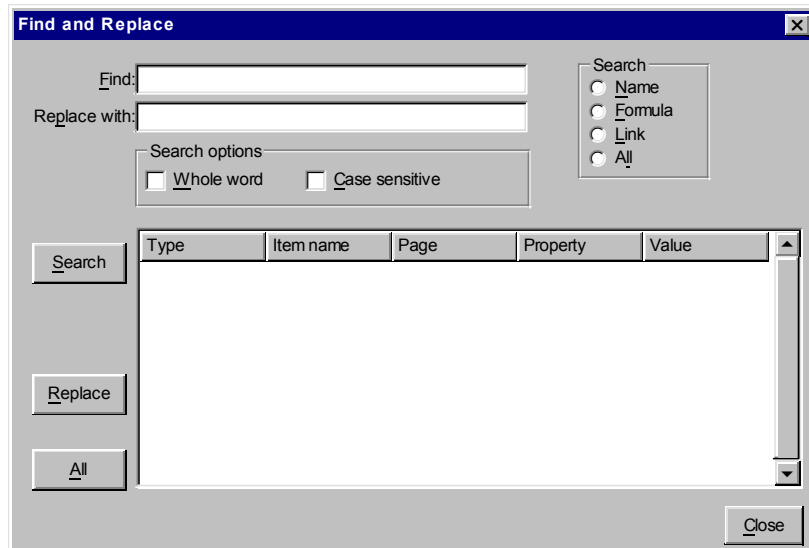 Find and Replace
Find:
Replace with:
Search options
Whole word
Case sensitive
Search
Name
Formula
Link
All
Search
Replace
All
Type
Item name
Page
Property
Value
Close